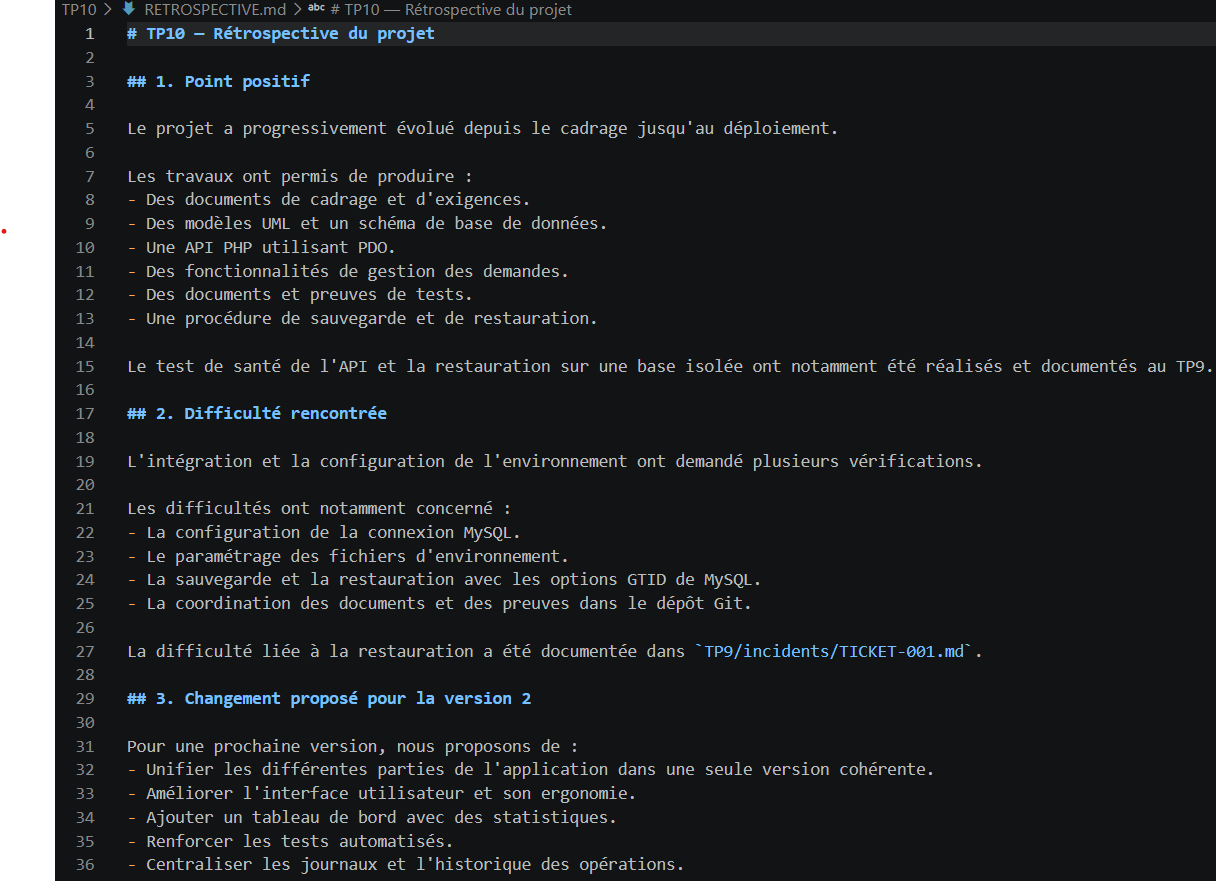 TP10 > RETROSPECTIVE.md > abc # TP10 — Rétrospective du projet
1 # TP10 — Rétrospective du projet
2
3 ## 1. Point positif
4
5 Le projet a progressivement évolué depuis le cadrage jusqu'au déploiement.
6
7 Les travaux ont permis de produire :
8 - Des documents de cadrage et d'exigences.
9 - Des modèles UML et un schéma de base de données.
10 - Une API PHP utilisant PDO.
11 - Des fonctionnalités de gestion des demandes.
12 - Des documents et preuves de tests.
13 - Une procédure de sauvegarde et de restauration.
14
15 Le test de santé de l'API et la restauration sur une base isolée ont notamment été réalisés et documentés au TP9.
16
17 ## 2. Difficulté rencontrée
18
19 L'intégration et la configuration de l'environnement ont demandé plusieurs vérifications.
20
21 Les difficultés ont notamment concerné :
22 - La configuration de la connexion MySQL.
23 - Le paramétrage des fichiers d'environnement.
24 - La sauvegarde et la restauration avec les options GTID de MySQL.
25 - La coordination des documents et des preuves dans le dépôt Git.
26
27 La difficulté liée à la restauration a été documentée dans `TP9/incidents/TICKET-001.md`.
28
29 ## 3. Changement proposé pour la version 2
30
31 Pour une prochaine version, nous proposons de :
32 - Unifier les différentes parties de l'application dans une seule version cohérente.
33 - Améliorer l'interface utilisateur et son ergonomie.
34 - Ajouter un tableau de bord avec des statistiques.
35 - Renforcer les tests automatisés.
36 - Centraliser les journaux et l'historique des opérations.